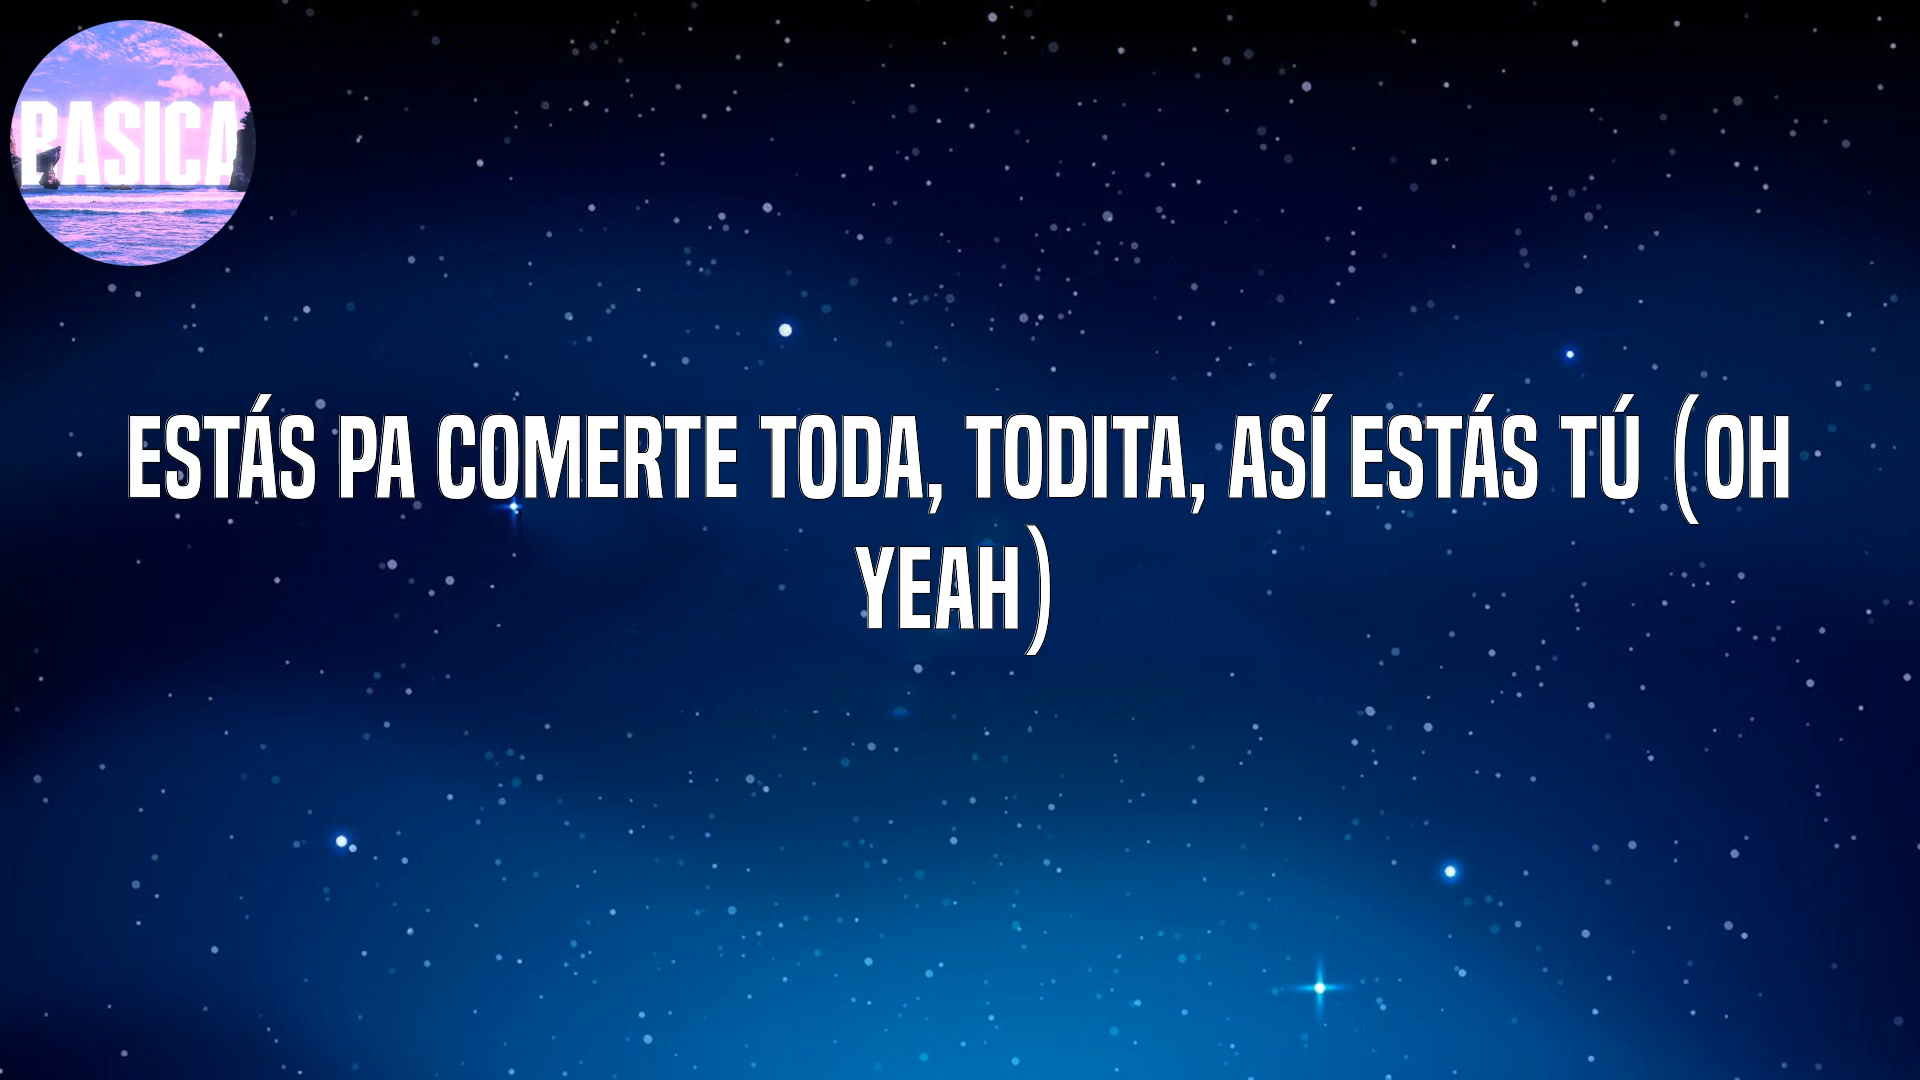 BASICA
ESTÁS PA COMERTE TODA, TODITA, ASÍ ESTÁS TÚ (OH
YEAH)